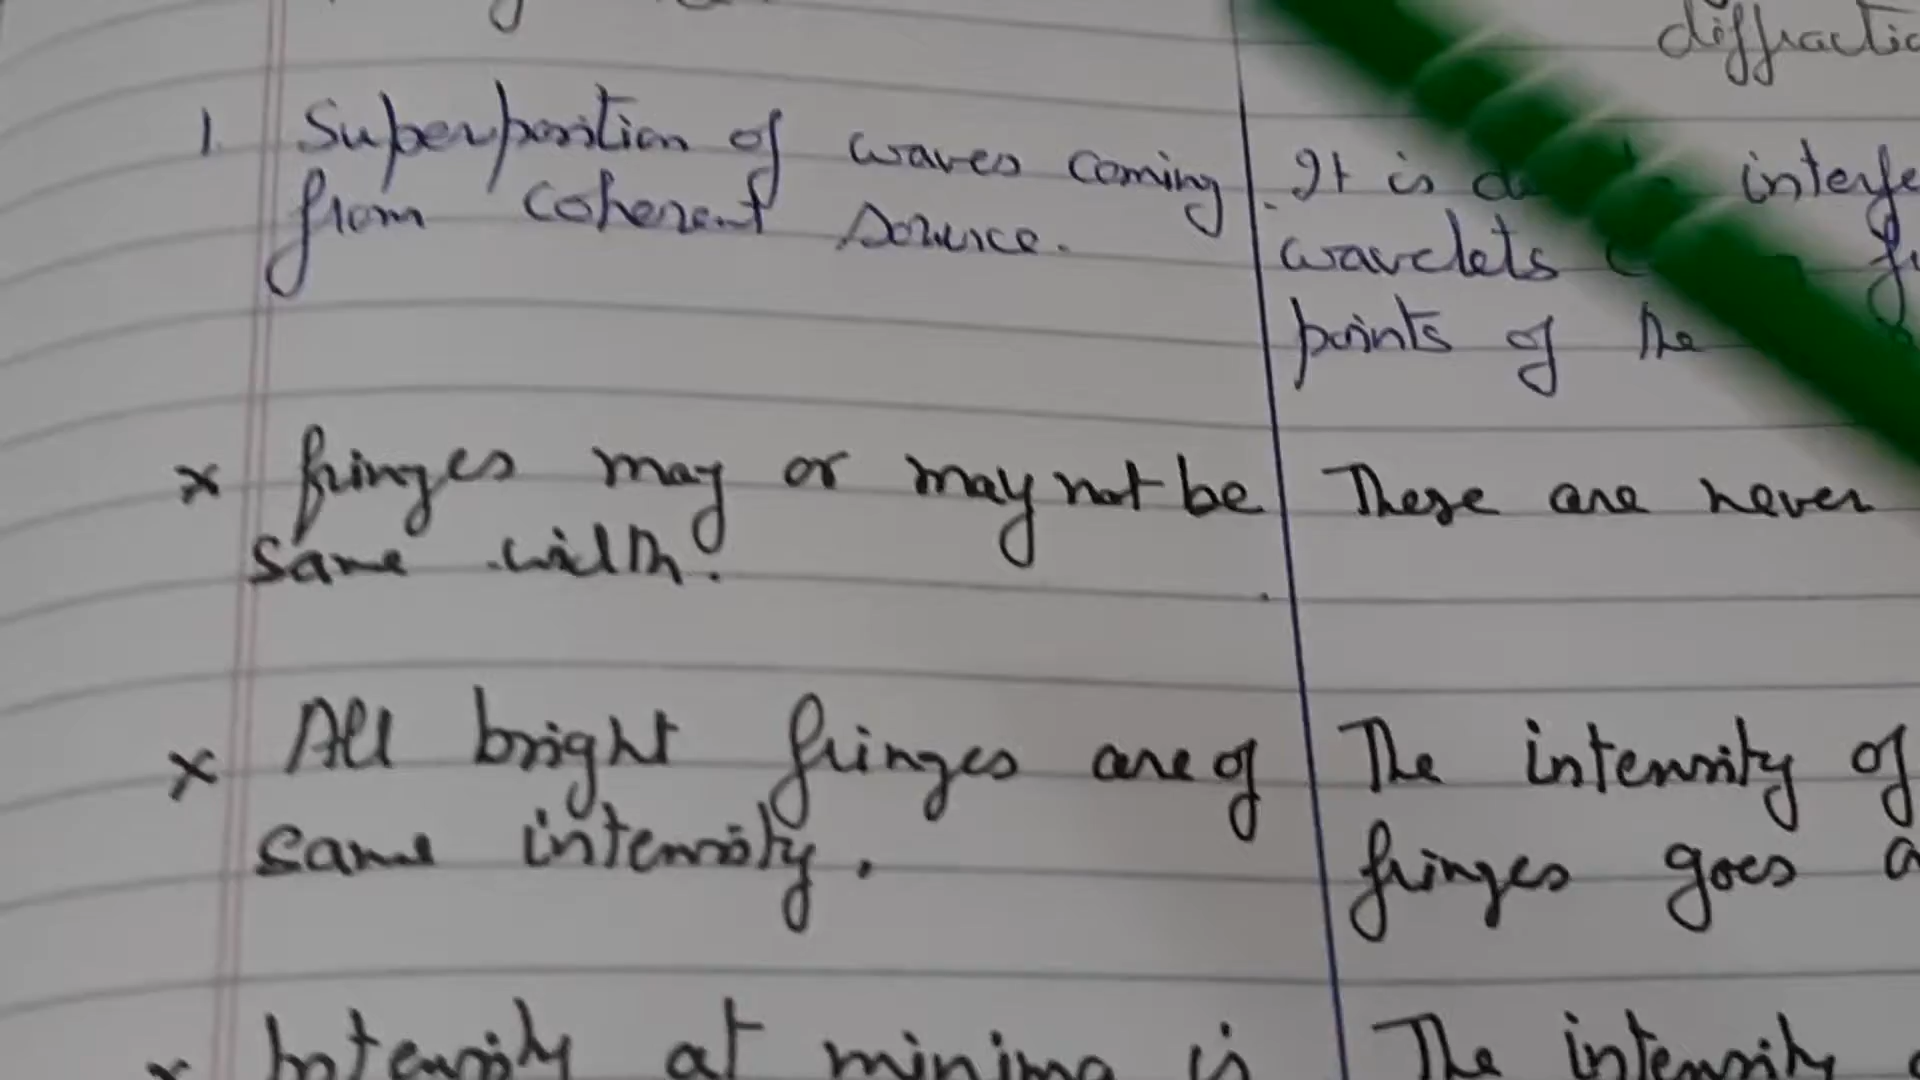 diffractio
1. Superposition of waves coming
from coherent source.
It is interfe
wavelets
points of the
x fringes may or may not be
same width.
These are never
x All bright fringes are of
same intensity.
The intensity of
fringes goes
x Intensity at minima is
The intensity